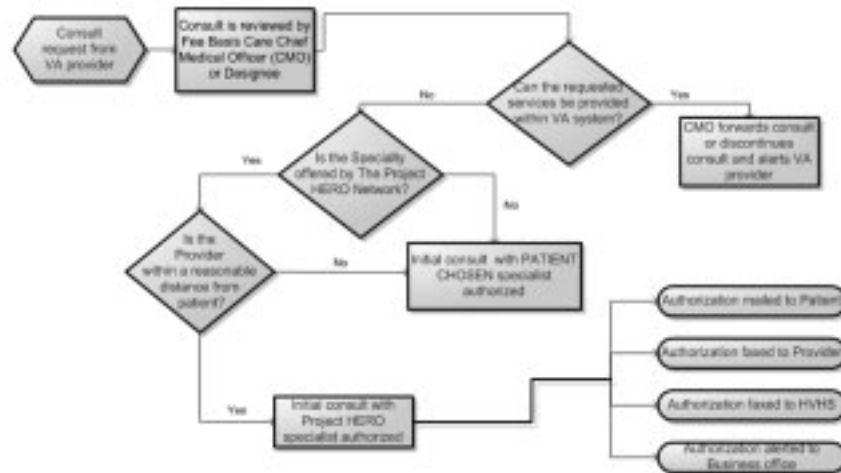 Consult
request from
VA provider
Consult is reviewed by
Fee Basis Care Chief
Medical Officer (CMO)
or Designee
Can the requested
services be provided
within VA system?
No
Yes
CMO forwards consult
or discontinues
consult and alerts VA
provider
Is the Specialty
offered by The Project
HERO Network?
Yes
No
Is the
Provider
within a reasonable
distance from
patient?
No
Initial consult with PATIENT
CHOSEN specialist
authorized
Yes
Initial consult with
Project HERO
specialist authorized
Authorization mailed to Patient
Authorization faxed to Provider
Authorization faxed to HVHS
Authorization alerted to
Business office